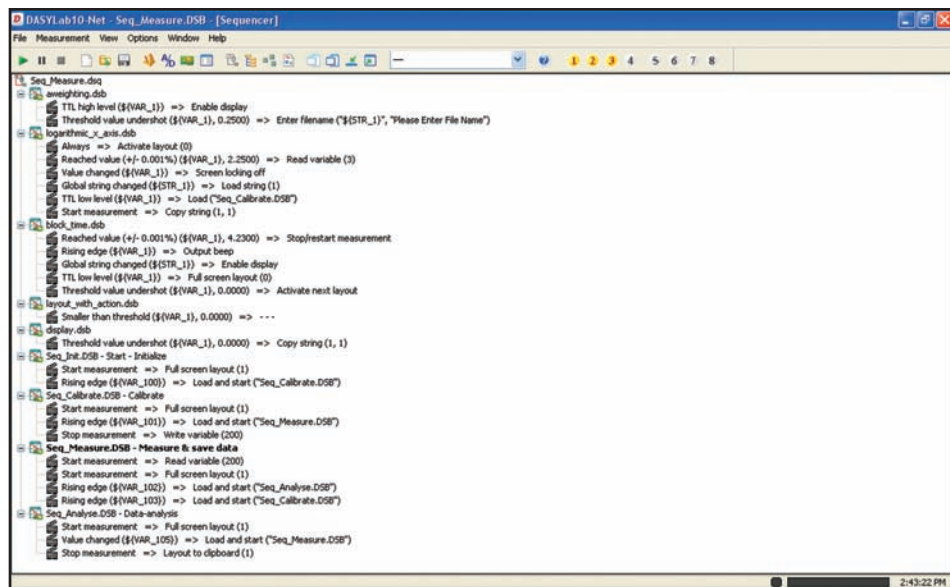 DASYLab10-Net - Seq_Measure.DSB - [Sequencer]
File Measurement View Options Window Help
1 2 3 4 5 6 7 8
Seq_Measure.dsq
aweighting.dsb
TTL high level (${VAR_1}) => Enable display
Threshold value undershot (${VAR_1}, 0.2500) => Enter filename ("${STR_1}", "Please Enter File Name")
logarithmic_x_axis.dsb
Always => Activate layout (0)
Reached value (+/- 0.001%) (${VAR_1}, 2.2500) => Read variable (3)
Value changed (${VAR_1}) => Screen locking off
Global string changed (${STR_1}) => Load string (1)
TTL low level (${VAR_1}) => Load ("Seq_Calibrate.DSB")
Start measurement => Copy string (1, 1)
block_time.dsb
Reached value (+/- 0.001%) (${VAR_1}, 4.2300) => Stop/restart measurement
Rising edge (${VAR_1}) => Output beep
Global string changed (${STR_1}) => Enable display
TTL low level (${VAR_1}) => Full screen layout (0)
Threshold value undershot (${VAR_1}, 0.0000) => Activate next layout
layout_with_action.dsb
Smaller than threshold (${VAR_1}, 0.0000) => ---
display.dsb
Threshold value undershot (${VAR_1}, 0.0000) => Copy string (1, 1)
Seq_Init.DSB - Start - Initialize
Start measurement => Full screen layout (1)
Rising edge (${VAR_100}) => Load and start ("Seq_Calibrate.DSB")
Seq_Calibrate.DSB - Calibrate
Start measurement => Full screen layout (1)
Rising edge (${VAR_101}) => Load and start ("Seq_Measure.DSB")
Stop measurement => Write variable (200)
Seq_Measure.DSB - Measure & save data
Start measurement => Read variable (200)
Start measurement => Full screen layout (1)
Rising edge (${VAR_102}) => Load and start ("Seq_Analyse.DSB")
Rising edge (${VAR_103}) => Load and start ("Seq_Calibrate.DSB")
Seq_Analyse.DSB - Data-analysis
Start measurement => Full screen layout (1)
Value changed (${VAR_105}) => Load and start ("Seq_Measure.DSB")
Stop measurement => Layout to clipboard (1)
2:43:22 PM